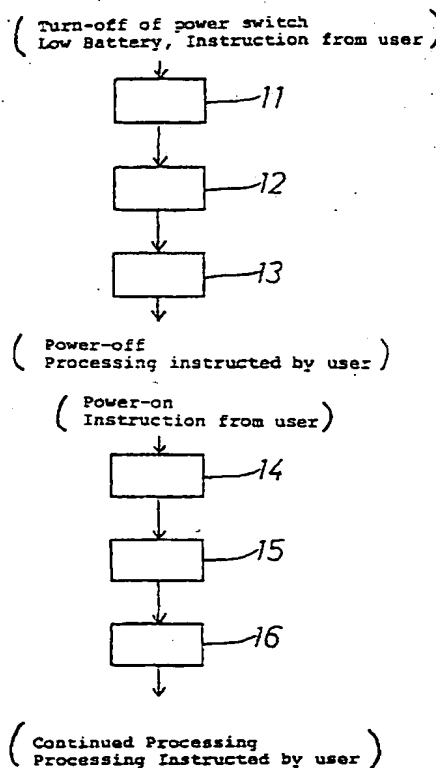 ( Turn-off of power switch
Low Battery, Instruction from user )
11
12
13
( Power-off
Processing instructed by user )
( Power-on
Instruction from user )
14
15
16
( Continued Processing
Processing Instructed by user )